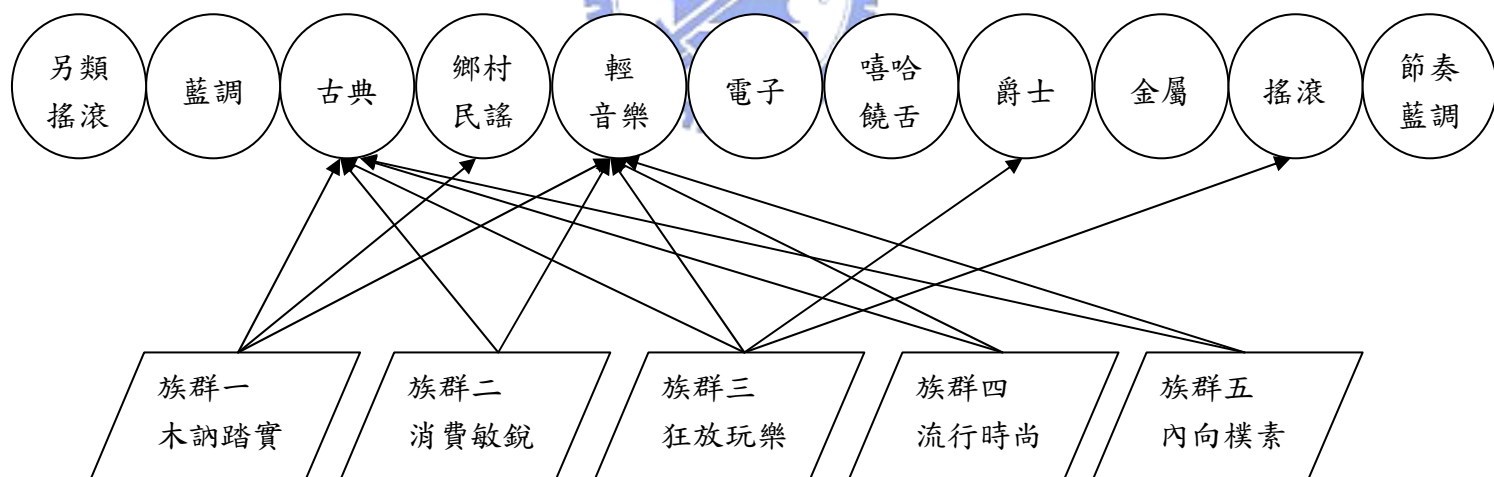 另類
搖滾
藍調
古典
鄉村
民謠
輕
音樂
電子
嘻哈
饒舌
爵士
金屬
搖滾
節奏
藍調
族群一
木訥踏實
族群二
消費敏銳
族群三
狂放玩樂
族群四
流行時尚
族群五
內向樸素